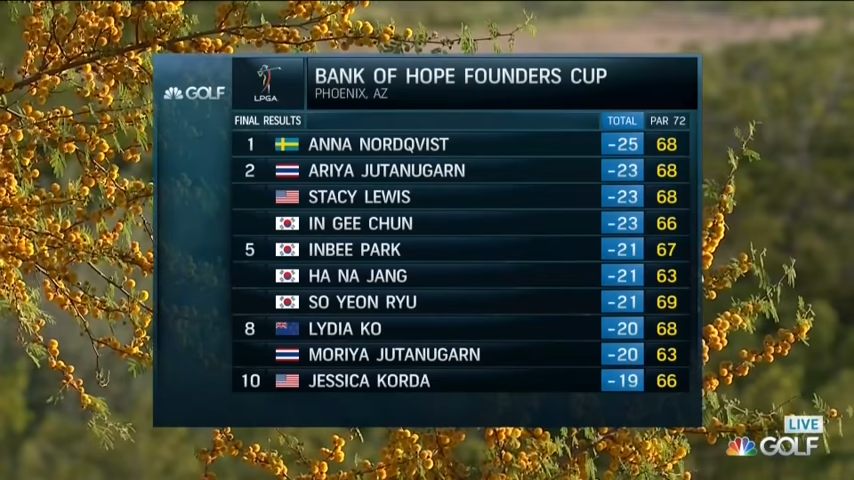 GOLF
LPGA
BANK OF HOPE FOUNDERS CUP
PHOENIX, AZ
FINAL RESULTS TOTAL PAR 72
1 ANNA NORDQVIST -25 68
2 ARIYA JUTANUGARN -23 68
STACY LEWIS -23 68
IN GEE CHUN -23 66
5 INBEE PARK -21 67
HA NA JANG -21 63
SO YEON RYU -21 69
8 LYDIA KO -20 68
MORIYA JUTANUGARN -20 63
10 JESSICA KORDA -19 66
LIVE
GOLF